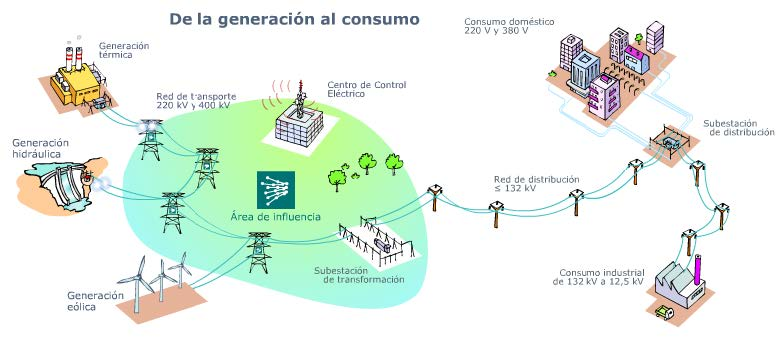 De la generación al consumo
Generación
térmica
Red de transporte
220 kV y 400 kV
Centro de Control
Eléctrico
Consumo doméstico
220 V y 380 V
Subestación
de distribución
Generación
hidráulica
Red de distribución
≤ 132 kV
Área de influencia
Subestación
de transformación
Generación
eólica
Consumo industrial
de 132 kV a 12,5 kV